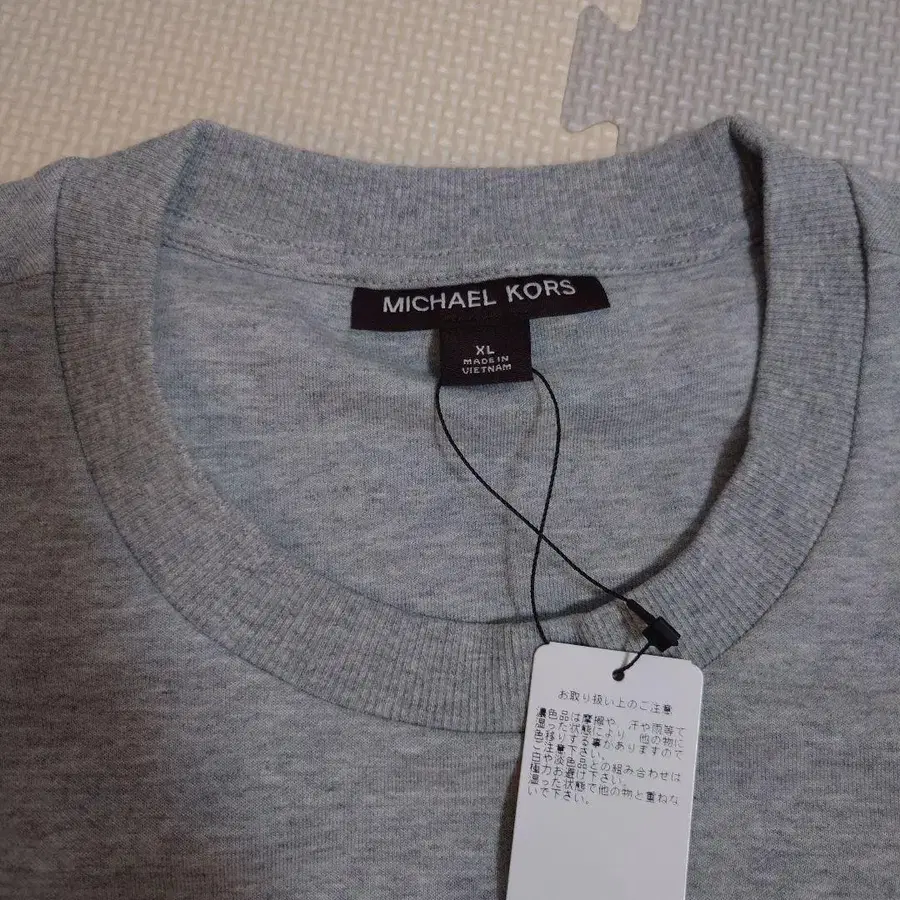 MICHAEL KORS
XL
MADE IN
VIETNAM
お取り扱い上のご注意
濃色品は摩擦や、汗や雨等で
湿った状態により、他の物に
色移りする事がありますので
ご注意下さい。
白や淡色品との組み合わせは
極力お避け下さい。
湿った状態で他の物と重ねな
いで下さい。